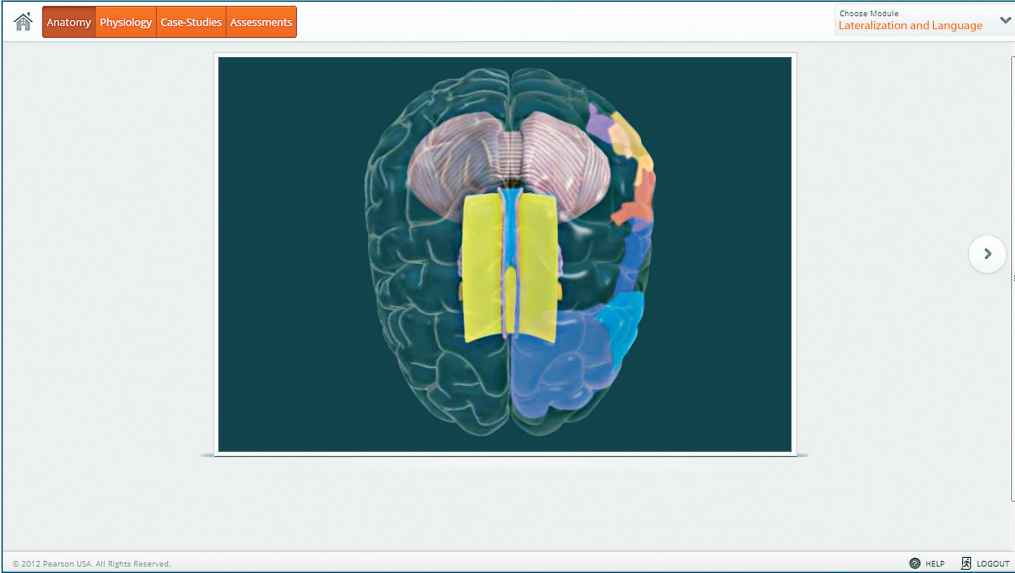 Anatomy Physiology Case-Studies Assessments
Choose Module
Lateralization and Language
© 2012 Pearson USA. All Rights Reserved.
HELP LOGOUT